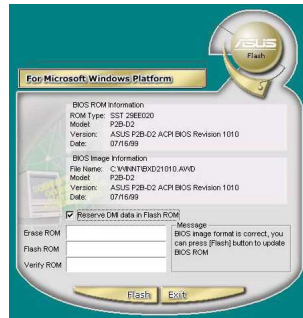 ASUS
Flash
For Microsoft Windows Platform
BIOS ROM Information
ROM Type: SST 29EE020
Model: P2B-D2
Version: ASUS P2B-D2 ACPI BIOS Revision 1010
Date: 07/16/99
BIOS Image Information
File Name: C:\WINNT\BXD21010.AWD
Model: P2B-D2
Version: ASUS P2B-D2 ACPI BIOS Revision 1010
Date: 07/16/99
Reserve DMI data in Flash ROM
Erase ROM
Flash ROM
Verify ROM
Message
BIOS image format is correct, you
can press [Flash] button to update
BIOS ROM
Flash Exit